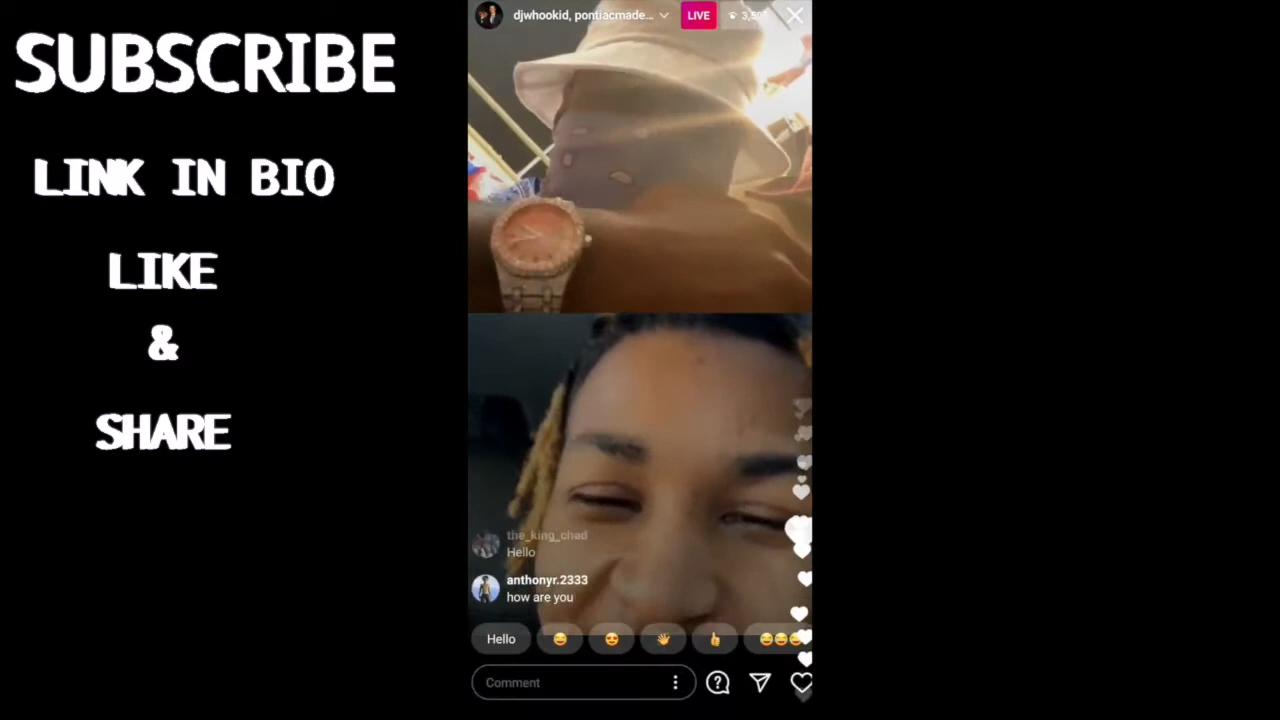 SUBSCRIBE
LINK IN BIO
LIKE
&
SHARE
djwhookid, pontiacmade...
LIVE
the_king_chad
Hello
anthonyr.2333
how are you
Hello
Comment